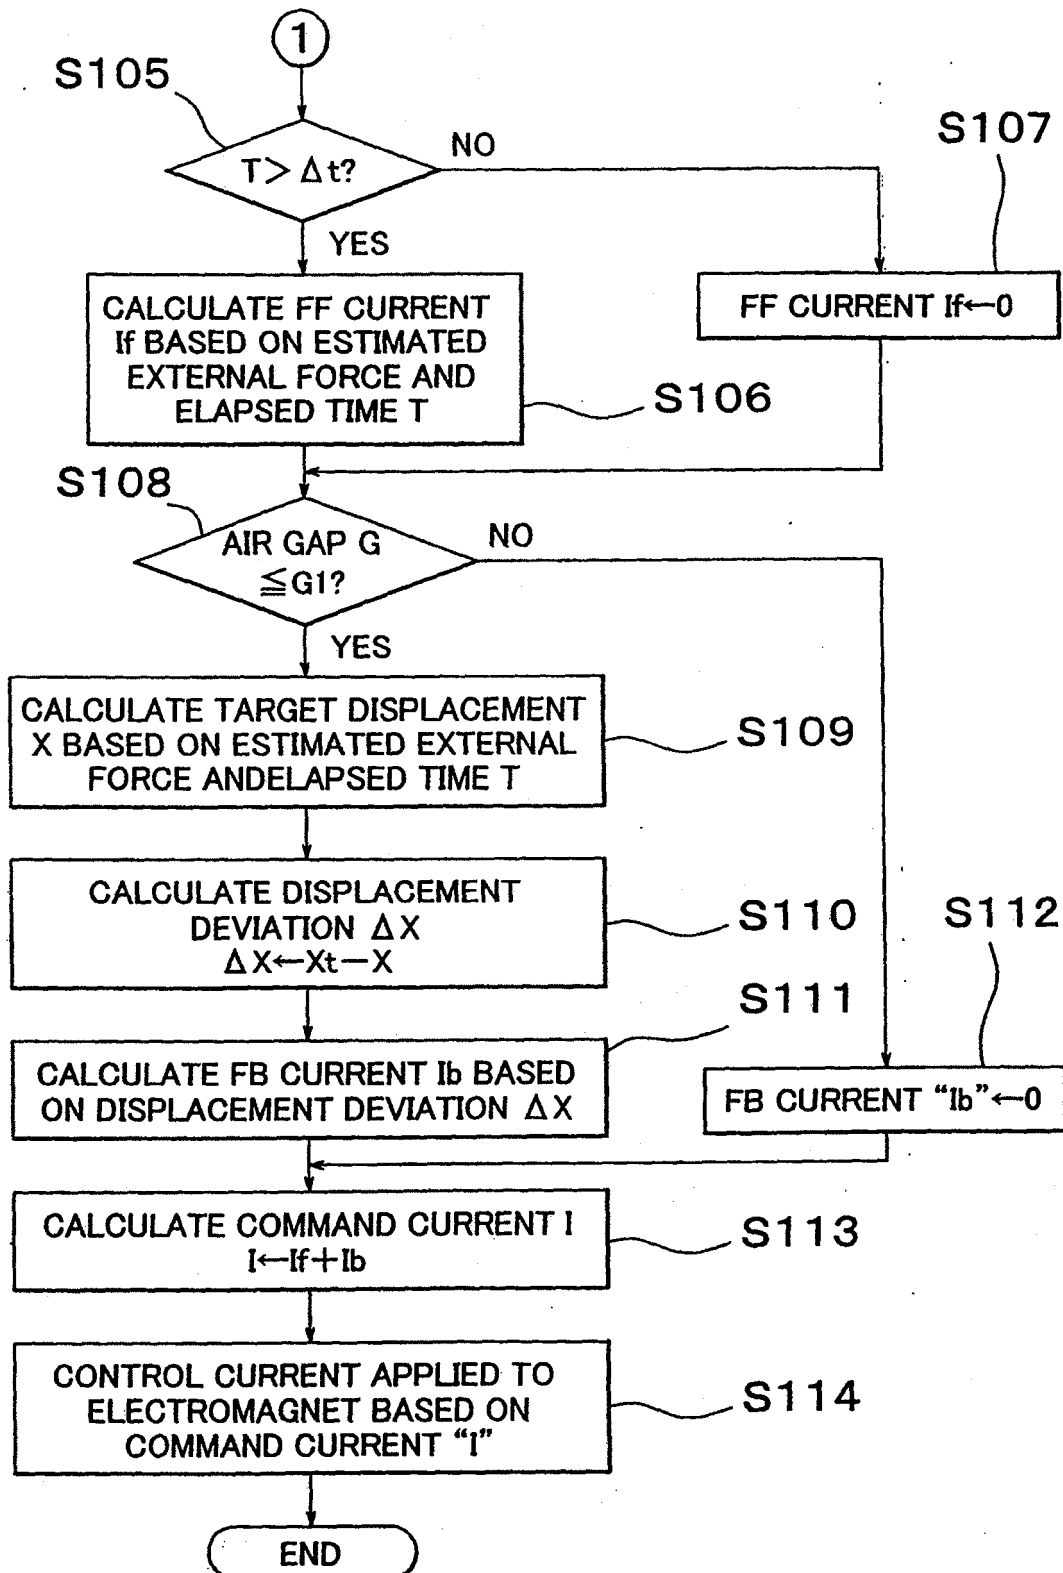 1
S105
T> Δt?
NO
S107
YES
CALCULATE FF CURRENT
If BASED ON ESTIMATED
EXTERNAL FORCE AND
ELAPSED TIME T
FF CURRENT If←0
S106
S108
AIR GAP G
≦G1?
NO
YES
CALCULATE TARGET DISPLACEMENT
X BASED ON ESTIMATED EXTERNAL
FORCE ANDELAPSED TIME T
S109
CALCULATE DISPLACEMENT
DEVIATION ΔX
ΔX←Xt－X
S110
S112
S111
CALCULATE FB CURRENT Ib BASED
ON DISPLACEMENT DEVIATION ΔX
FB CURRENT “Ib”←0
CALCULATE COMMAND CURRENT I
I←If＋Ib
S113
CONTROL CURRENT APPLIED TO
ELECTROMAGNET BASED ON
COMMAND CURRENT “I”
S114
END